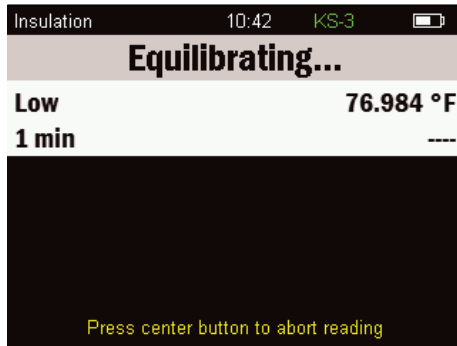 Insulation 10:42 KS-3
Equilibrating...
Low 76.984 °F
1 min ----
Press center button to abort reading